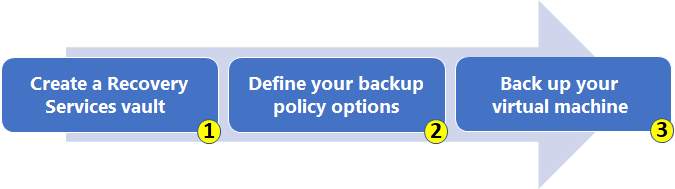 Create a Recovery
Services vault
1
Define your backup
policy options
2
Back up your
virtual machine
3